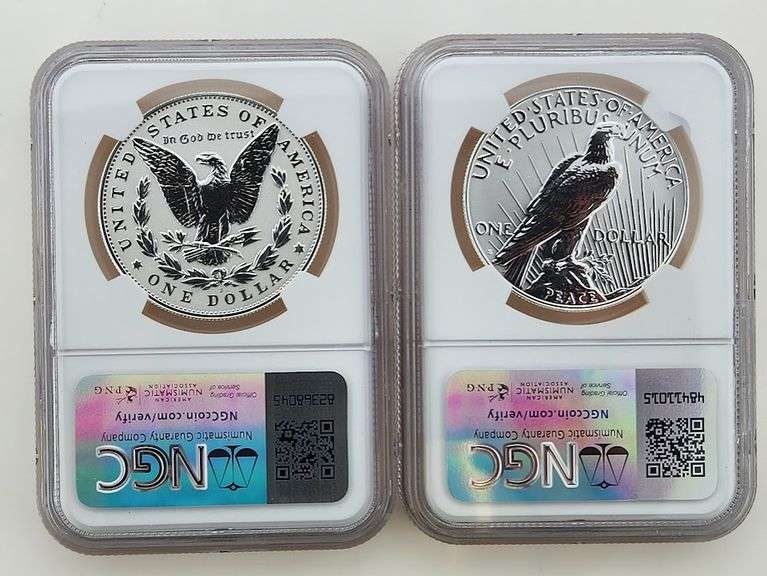 UNITED STATES OF AMERICA
In God we trust
ONE DOLLAR
NGC
Numismatic Guaranty Company
NGCcoin.com/verify
Official Grading
Service of
AMERICAN
NUMISMATIC
ASSOCIATION
PNG
82368045
UNITED·STATES OF AMERICA
E·PLURIBUS·UNUM
ONE DOLLAR
PEACE
NGC
Numismatic Guaranty Company
NGCcoin.com/verify
Official Grading
Service of
AMERICAN
NUMISMATIC
ASSOCIATION
PNG
48411015